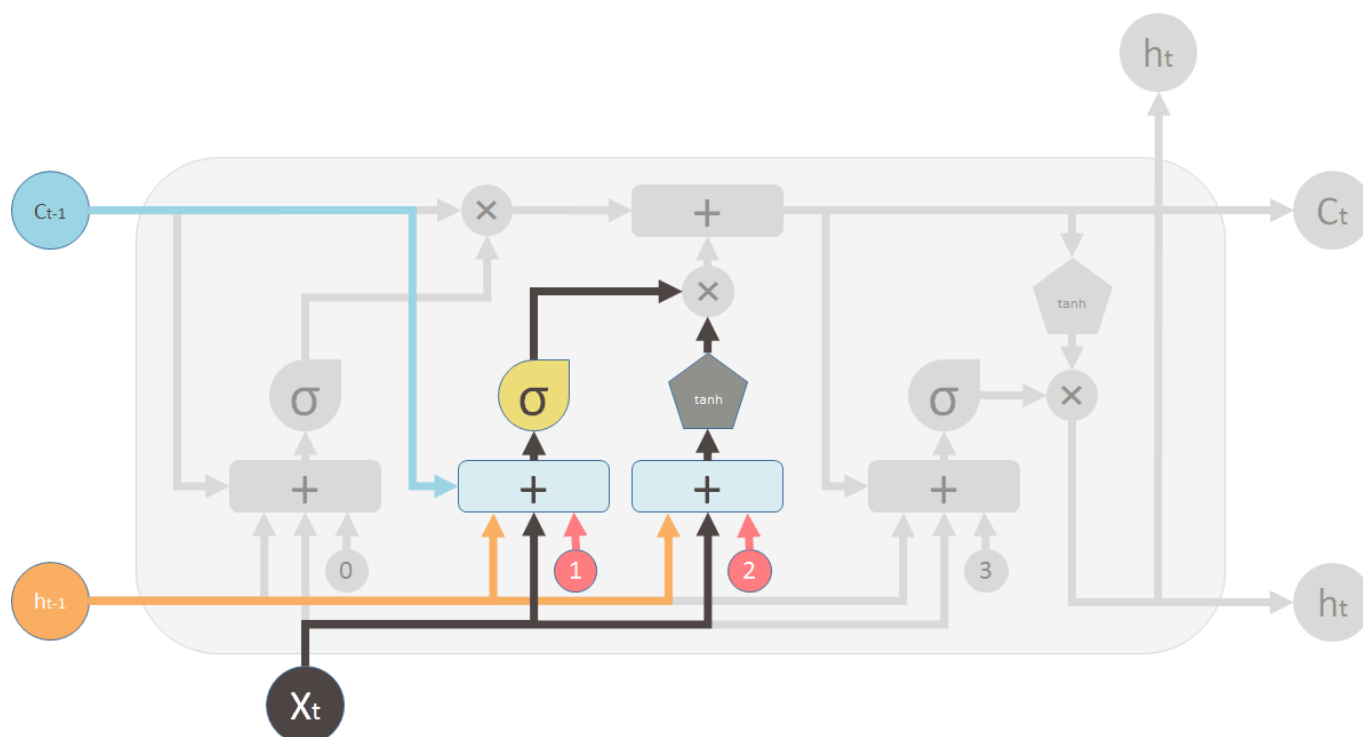 ht
Ct-1
×
+
Ct
×
tanh
σ
σ
tanh
σ
×
+
+
+
+
0
1
2
3
ht-1
ht
Xt